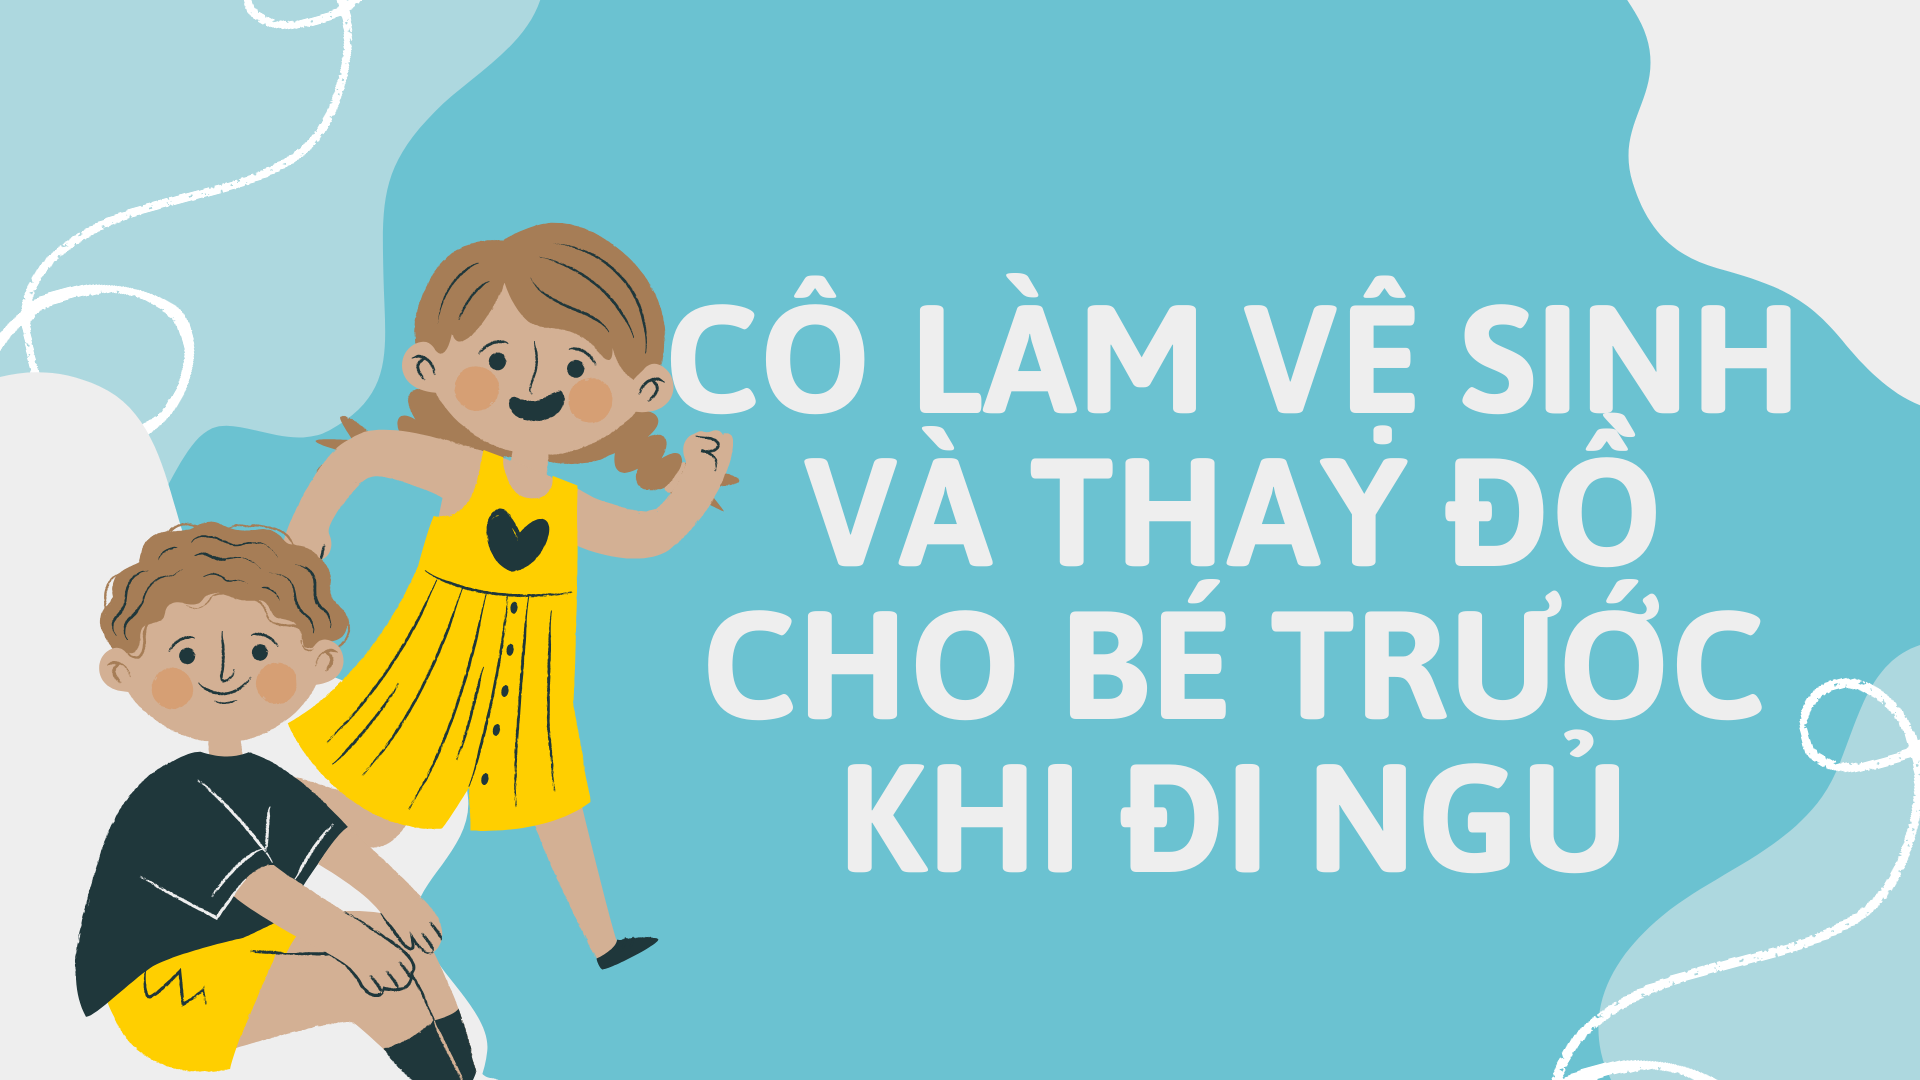 CÔ LÀM VỆ SINH
VÀ THAY ĐỒ
CHO BÉ TRƯỚC
KHI ĐI NGỦ